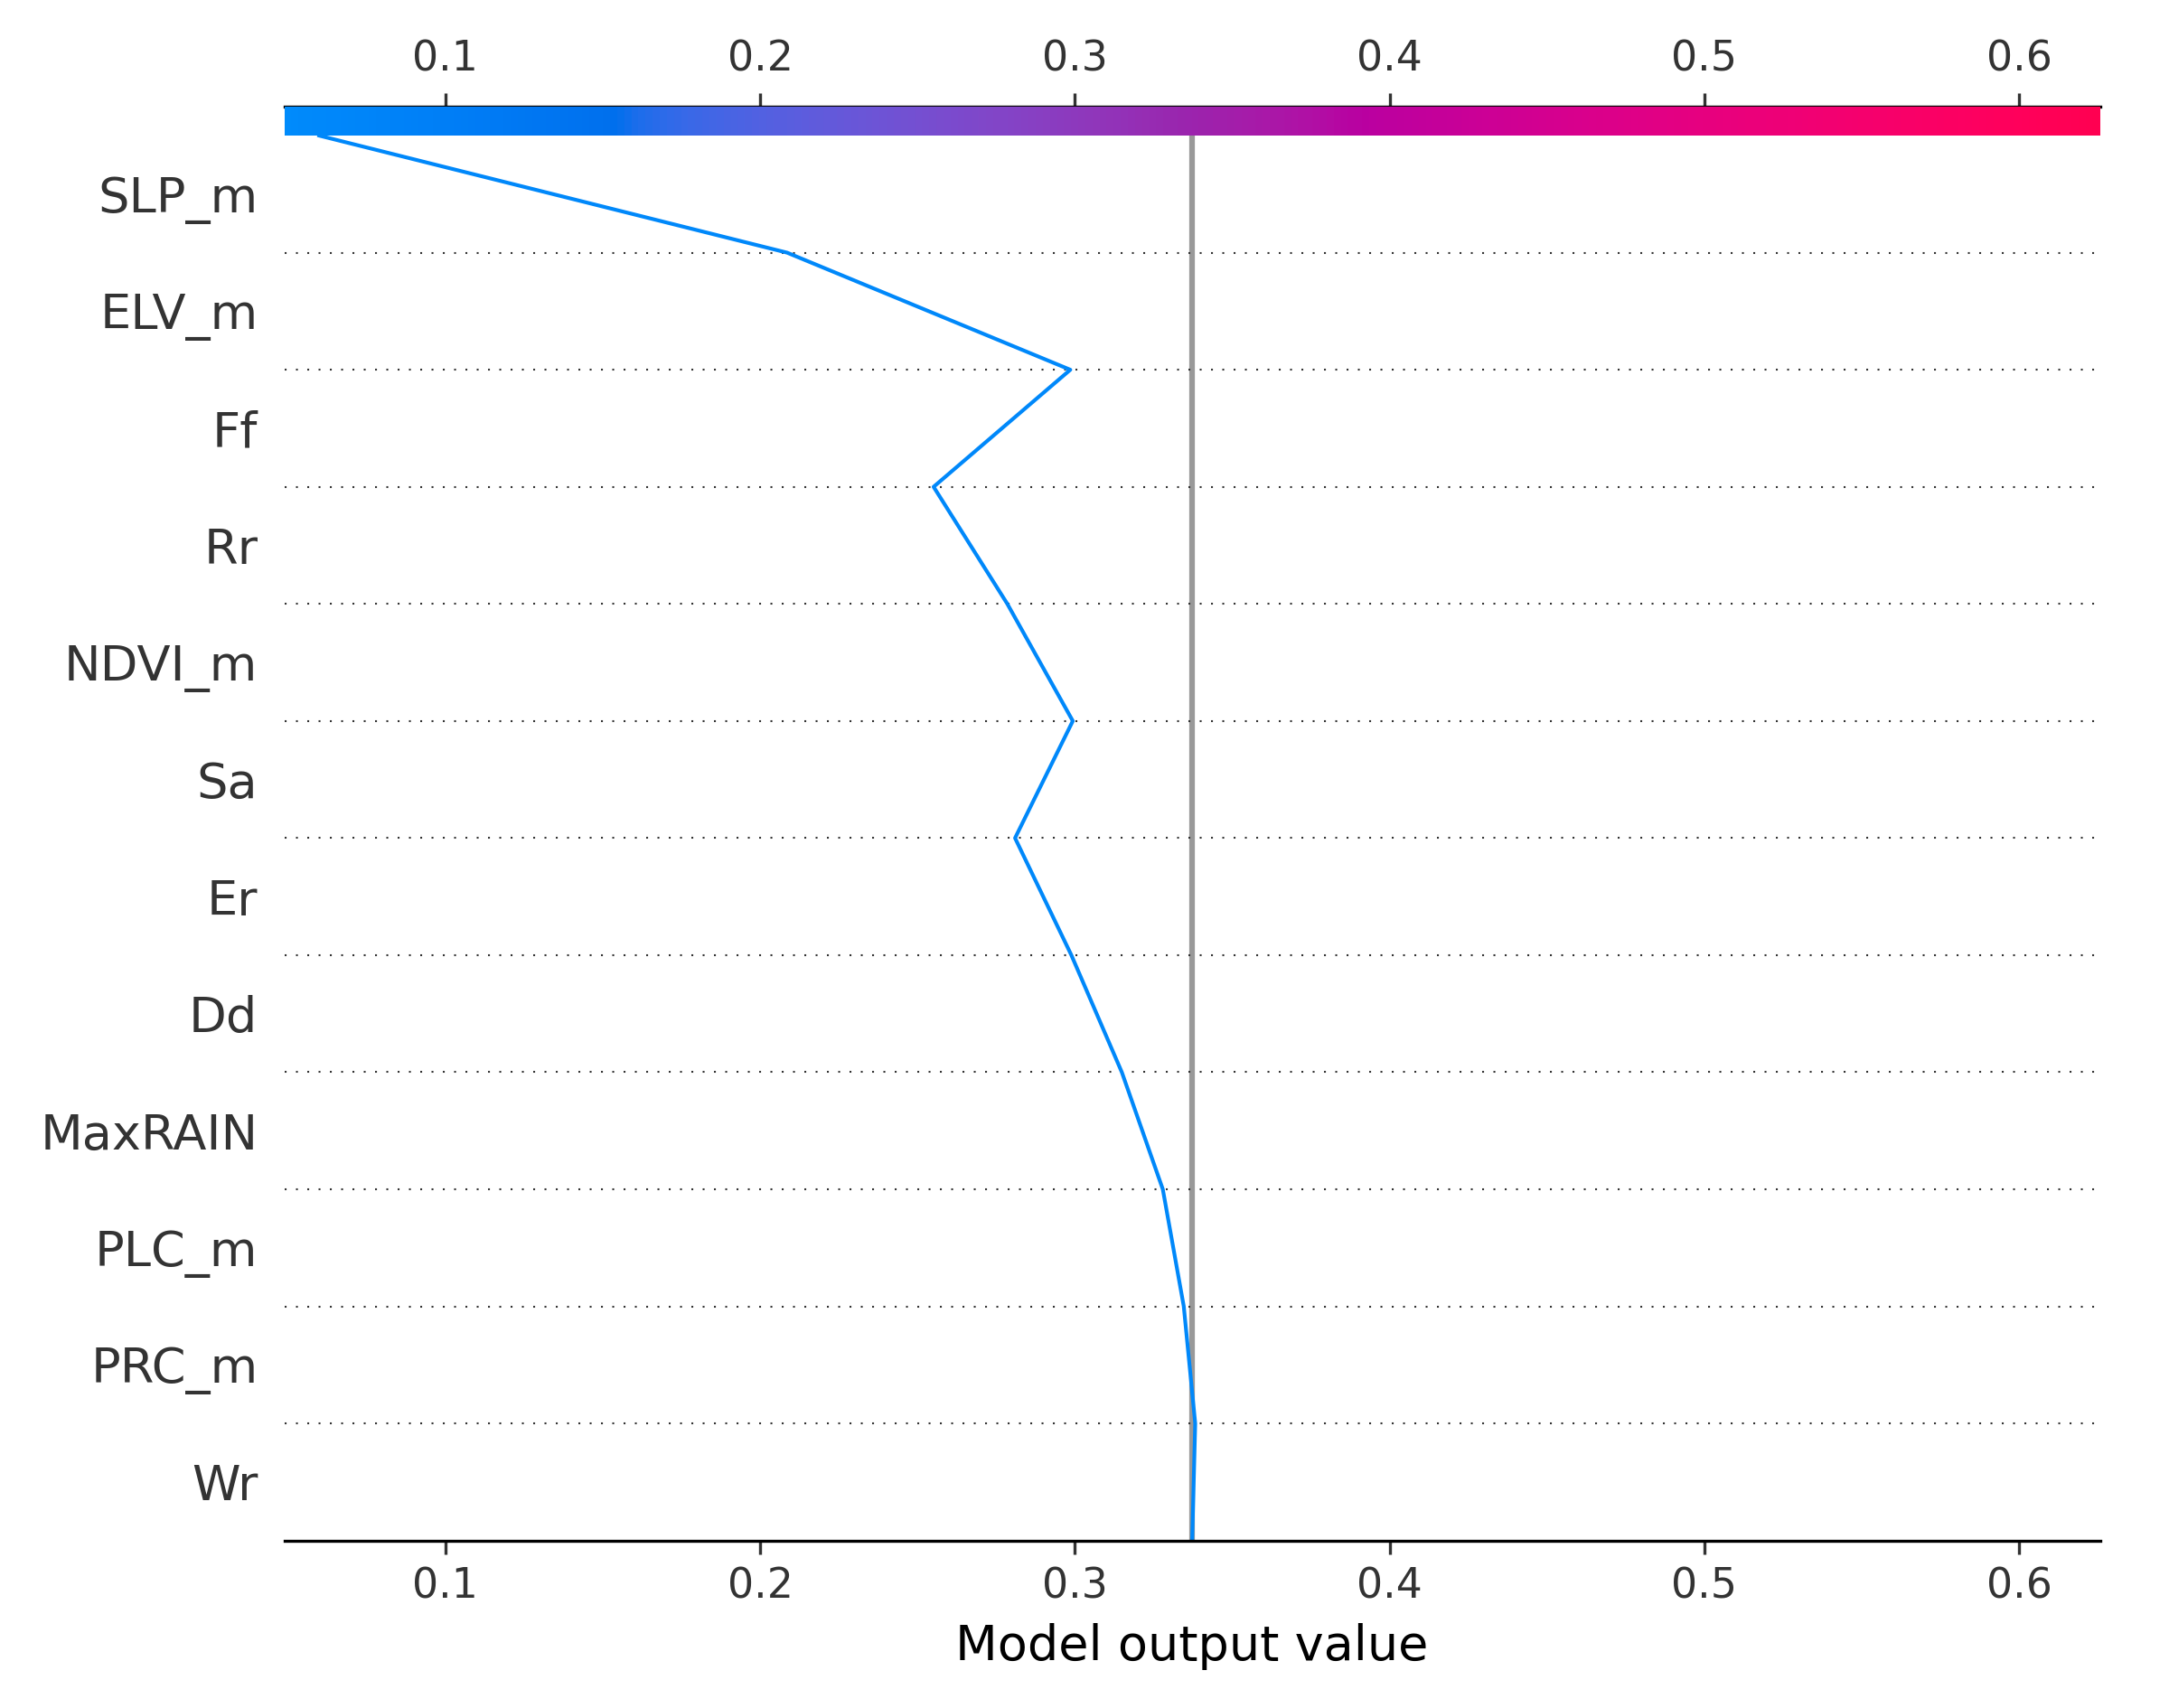 0.1 0.2 0.3 0.4 0.5 0.6
SLP_m
ELV_m
Ff
Rr
NDVI_m
Sa
Er
Dd
MaxRAIN
PLC_m
PRC_m
Wr
0.1 0.2 0.3 0.4 0.5 0.6
Model output value